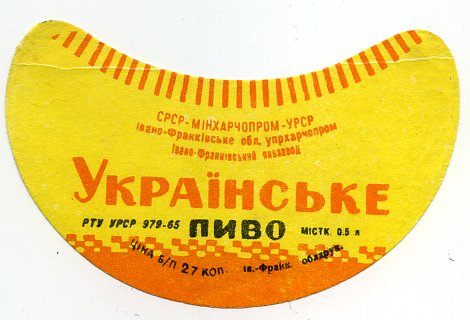 СРСР-МІНХАРЧОПРОМ-УРСР
Івано-Франківське обл. упрхарчопром
Івано-Франківський пивзавод
УКРАЇНСЬКЕ
РТУ УРСР 979-65 ПИВО МІСТК. 0.5 л
ЦІНА Б/П 27 КОП. Ів.-Франк. облдрук.